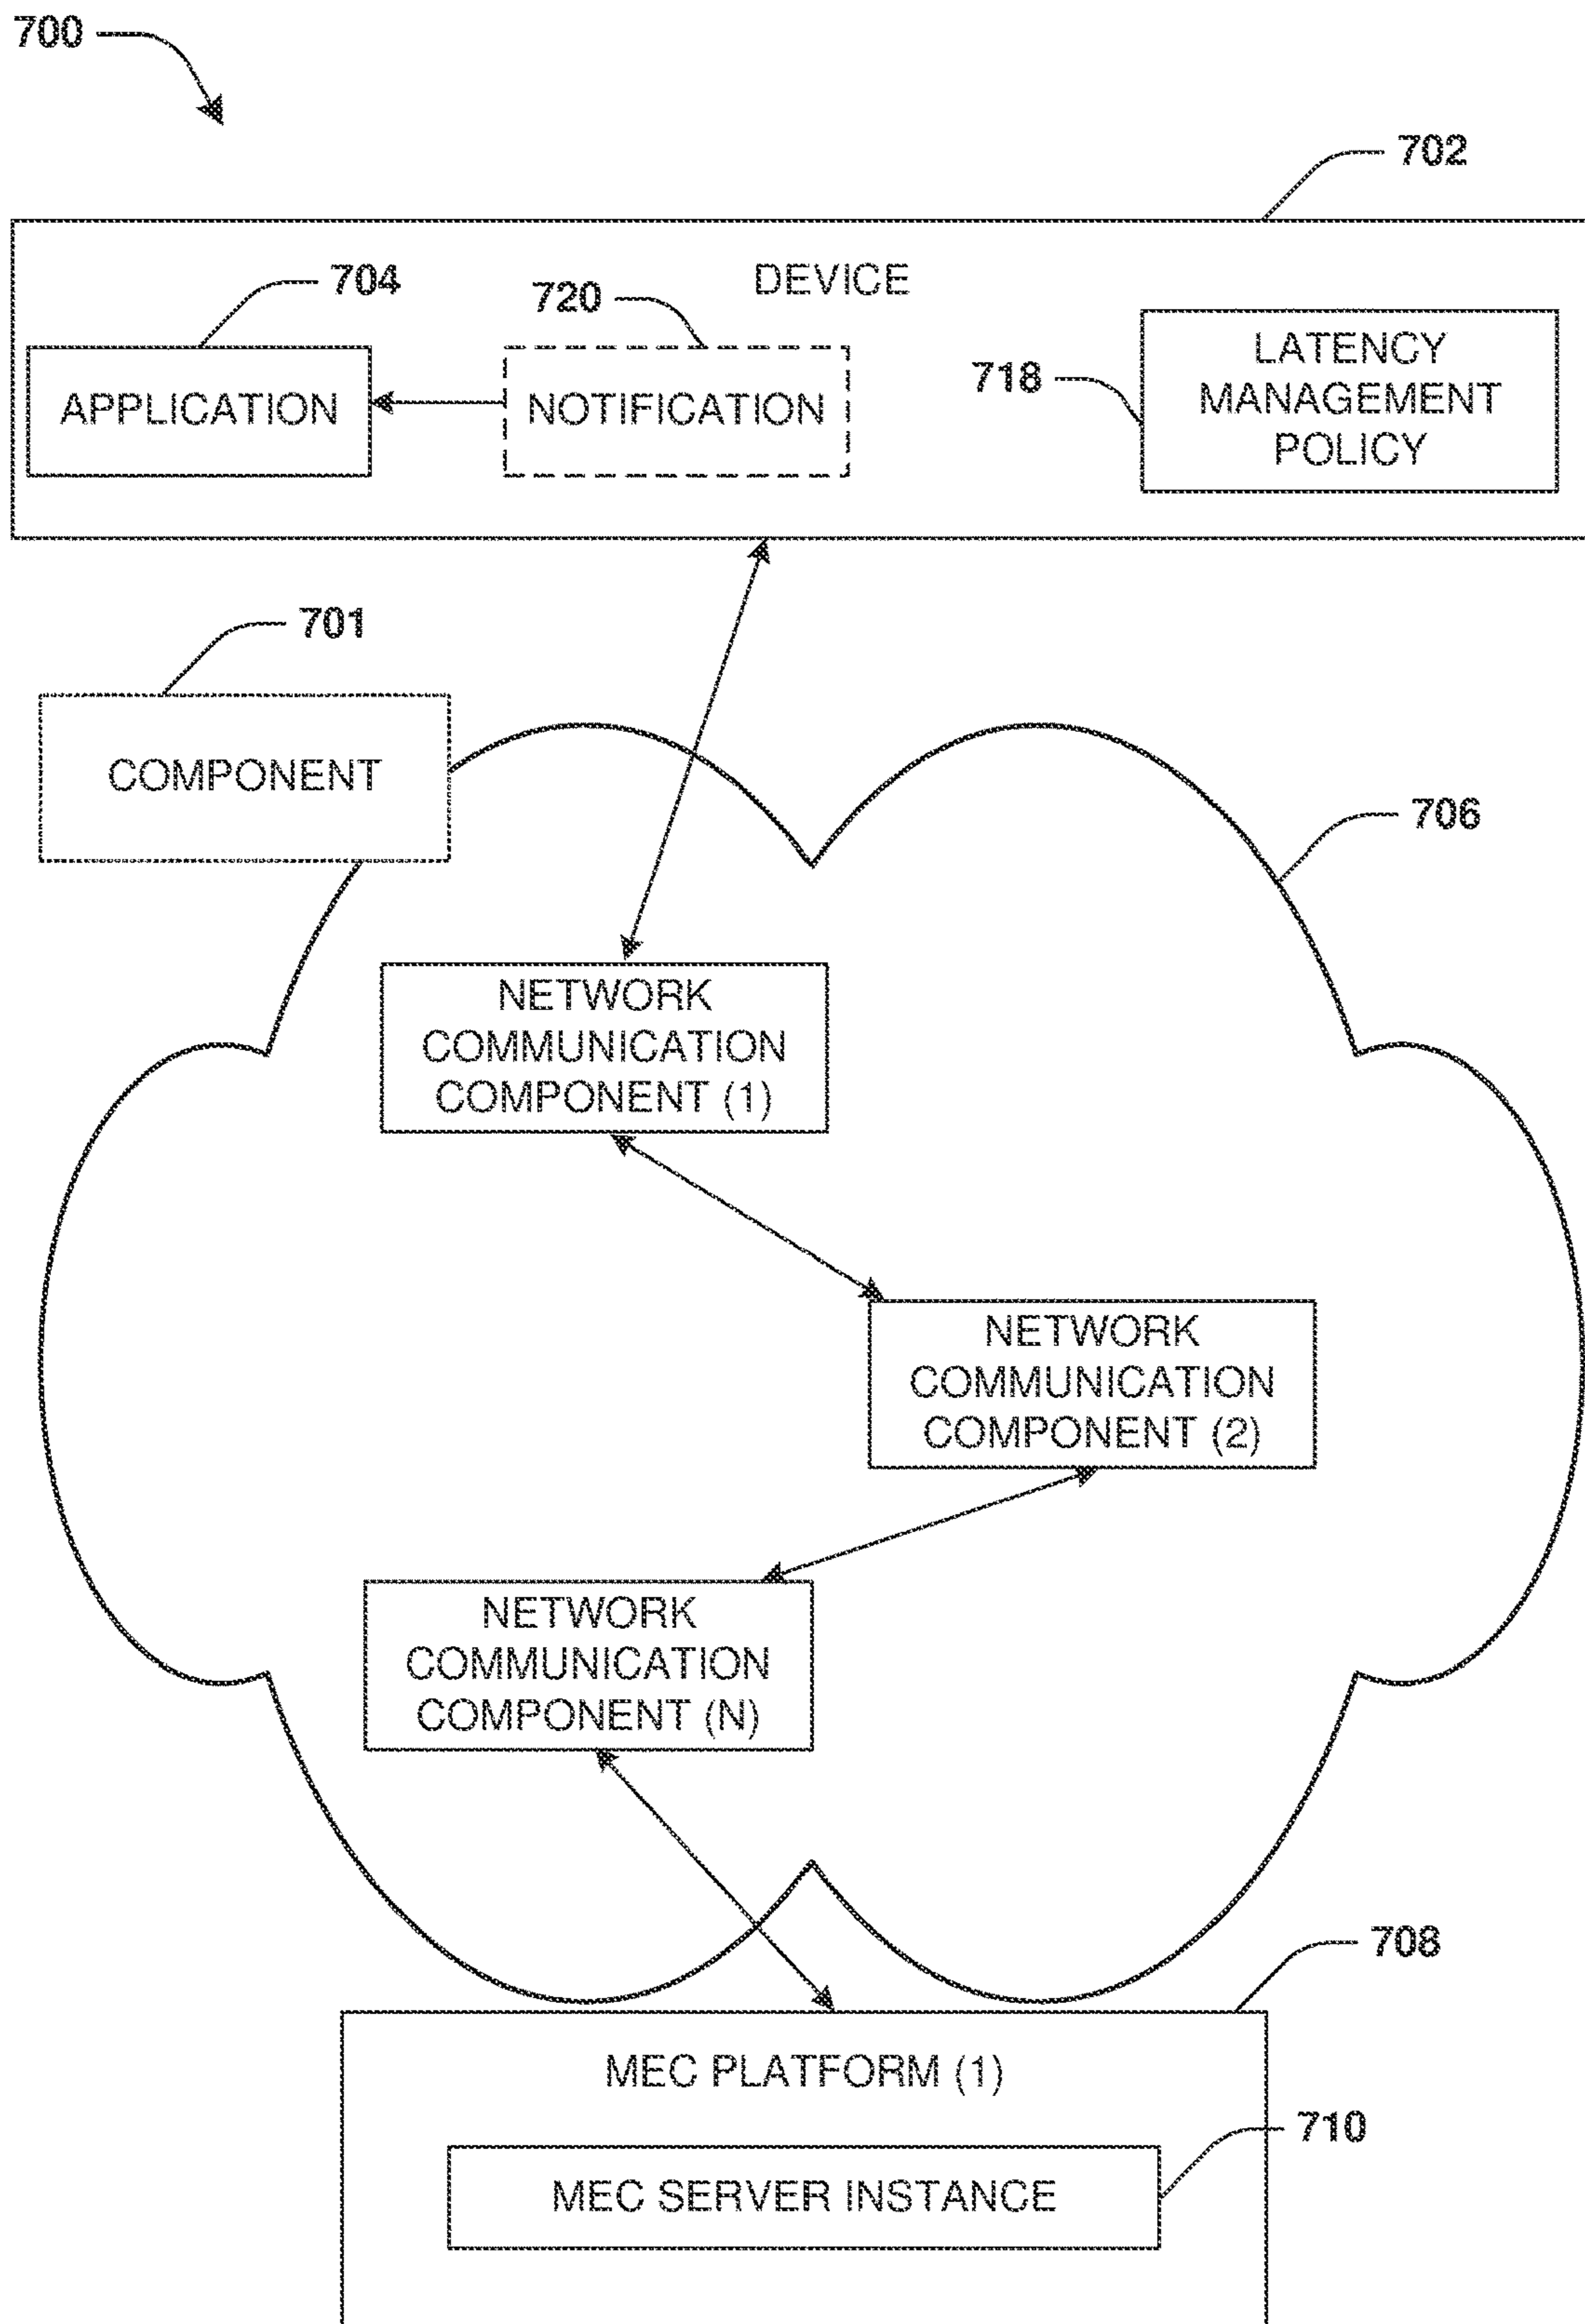 700
702
DEVICE
704
720
718
LATENCY
MANAGEMENT
POLICY
APPLICATION
NOTIFICATION
701
COMPONENT
706
NETWORK
COMMUNICATION
COMPONENT (1)
NETWORK
COMMUNICATION
COMPONENT (2)
NETWORK
COMMUNICATION
COMPONENT (N)
708
MEC PLATFORM (1)
710
MEC SERVER INSTANCE